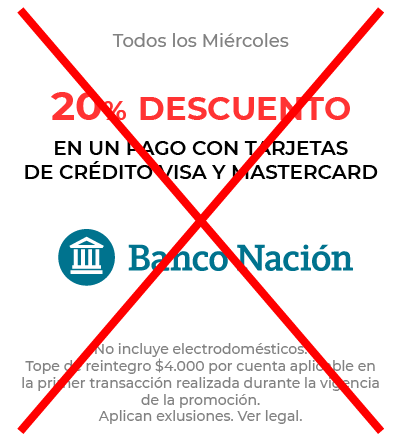 Todos los Miércoles
20% DESCUENTO
EN UN PAGO CON TARJETAS
DE CRÉDITO VISA Y MASTERCARD
Banco Nación
No incluye electrodomésticos.
Tope de reintegro $4.000 por cuenta aplicable en
la primer transacción realizada durante la vigencia
de la promoción.
Aplican exlusiones. Ver legal.